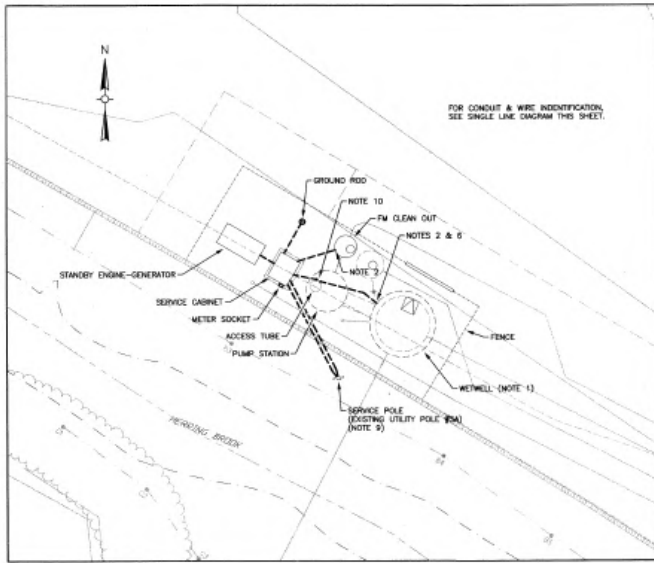 N
FOR CONDUIT & WIRE INDENTIFICATION,
SEE SINGLE LINE DIAGRAM THIS SHEET.
GROUND ROD
NOTE 10
FM CLEAN OUT
NOTES 2 & 6
NOTE 2
STANDBY ENGINE-GENERATOR
SERVICE CABINET
METER SOCKET
ACCESS TUBE
PUMP STATION
FENCE
WETWELL (NOTE 1)
SERVICE POLE
(EXISTING UTILITY POLE
(NOTE 9)
HERRING BROOK